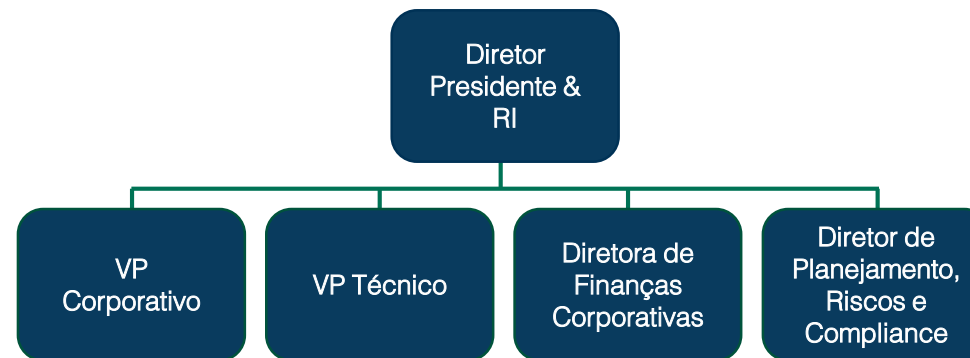 Diretor
Presidente &
RI
VP
Corporativo
VP Técnico
Diretora de
Finanças
Corporativas
Diretor de
Planejamento,
Riscos e
Compliance